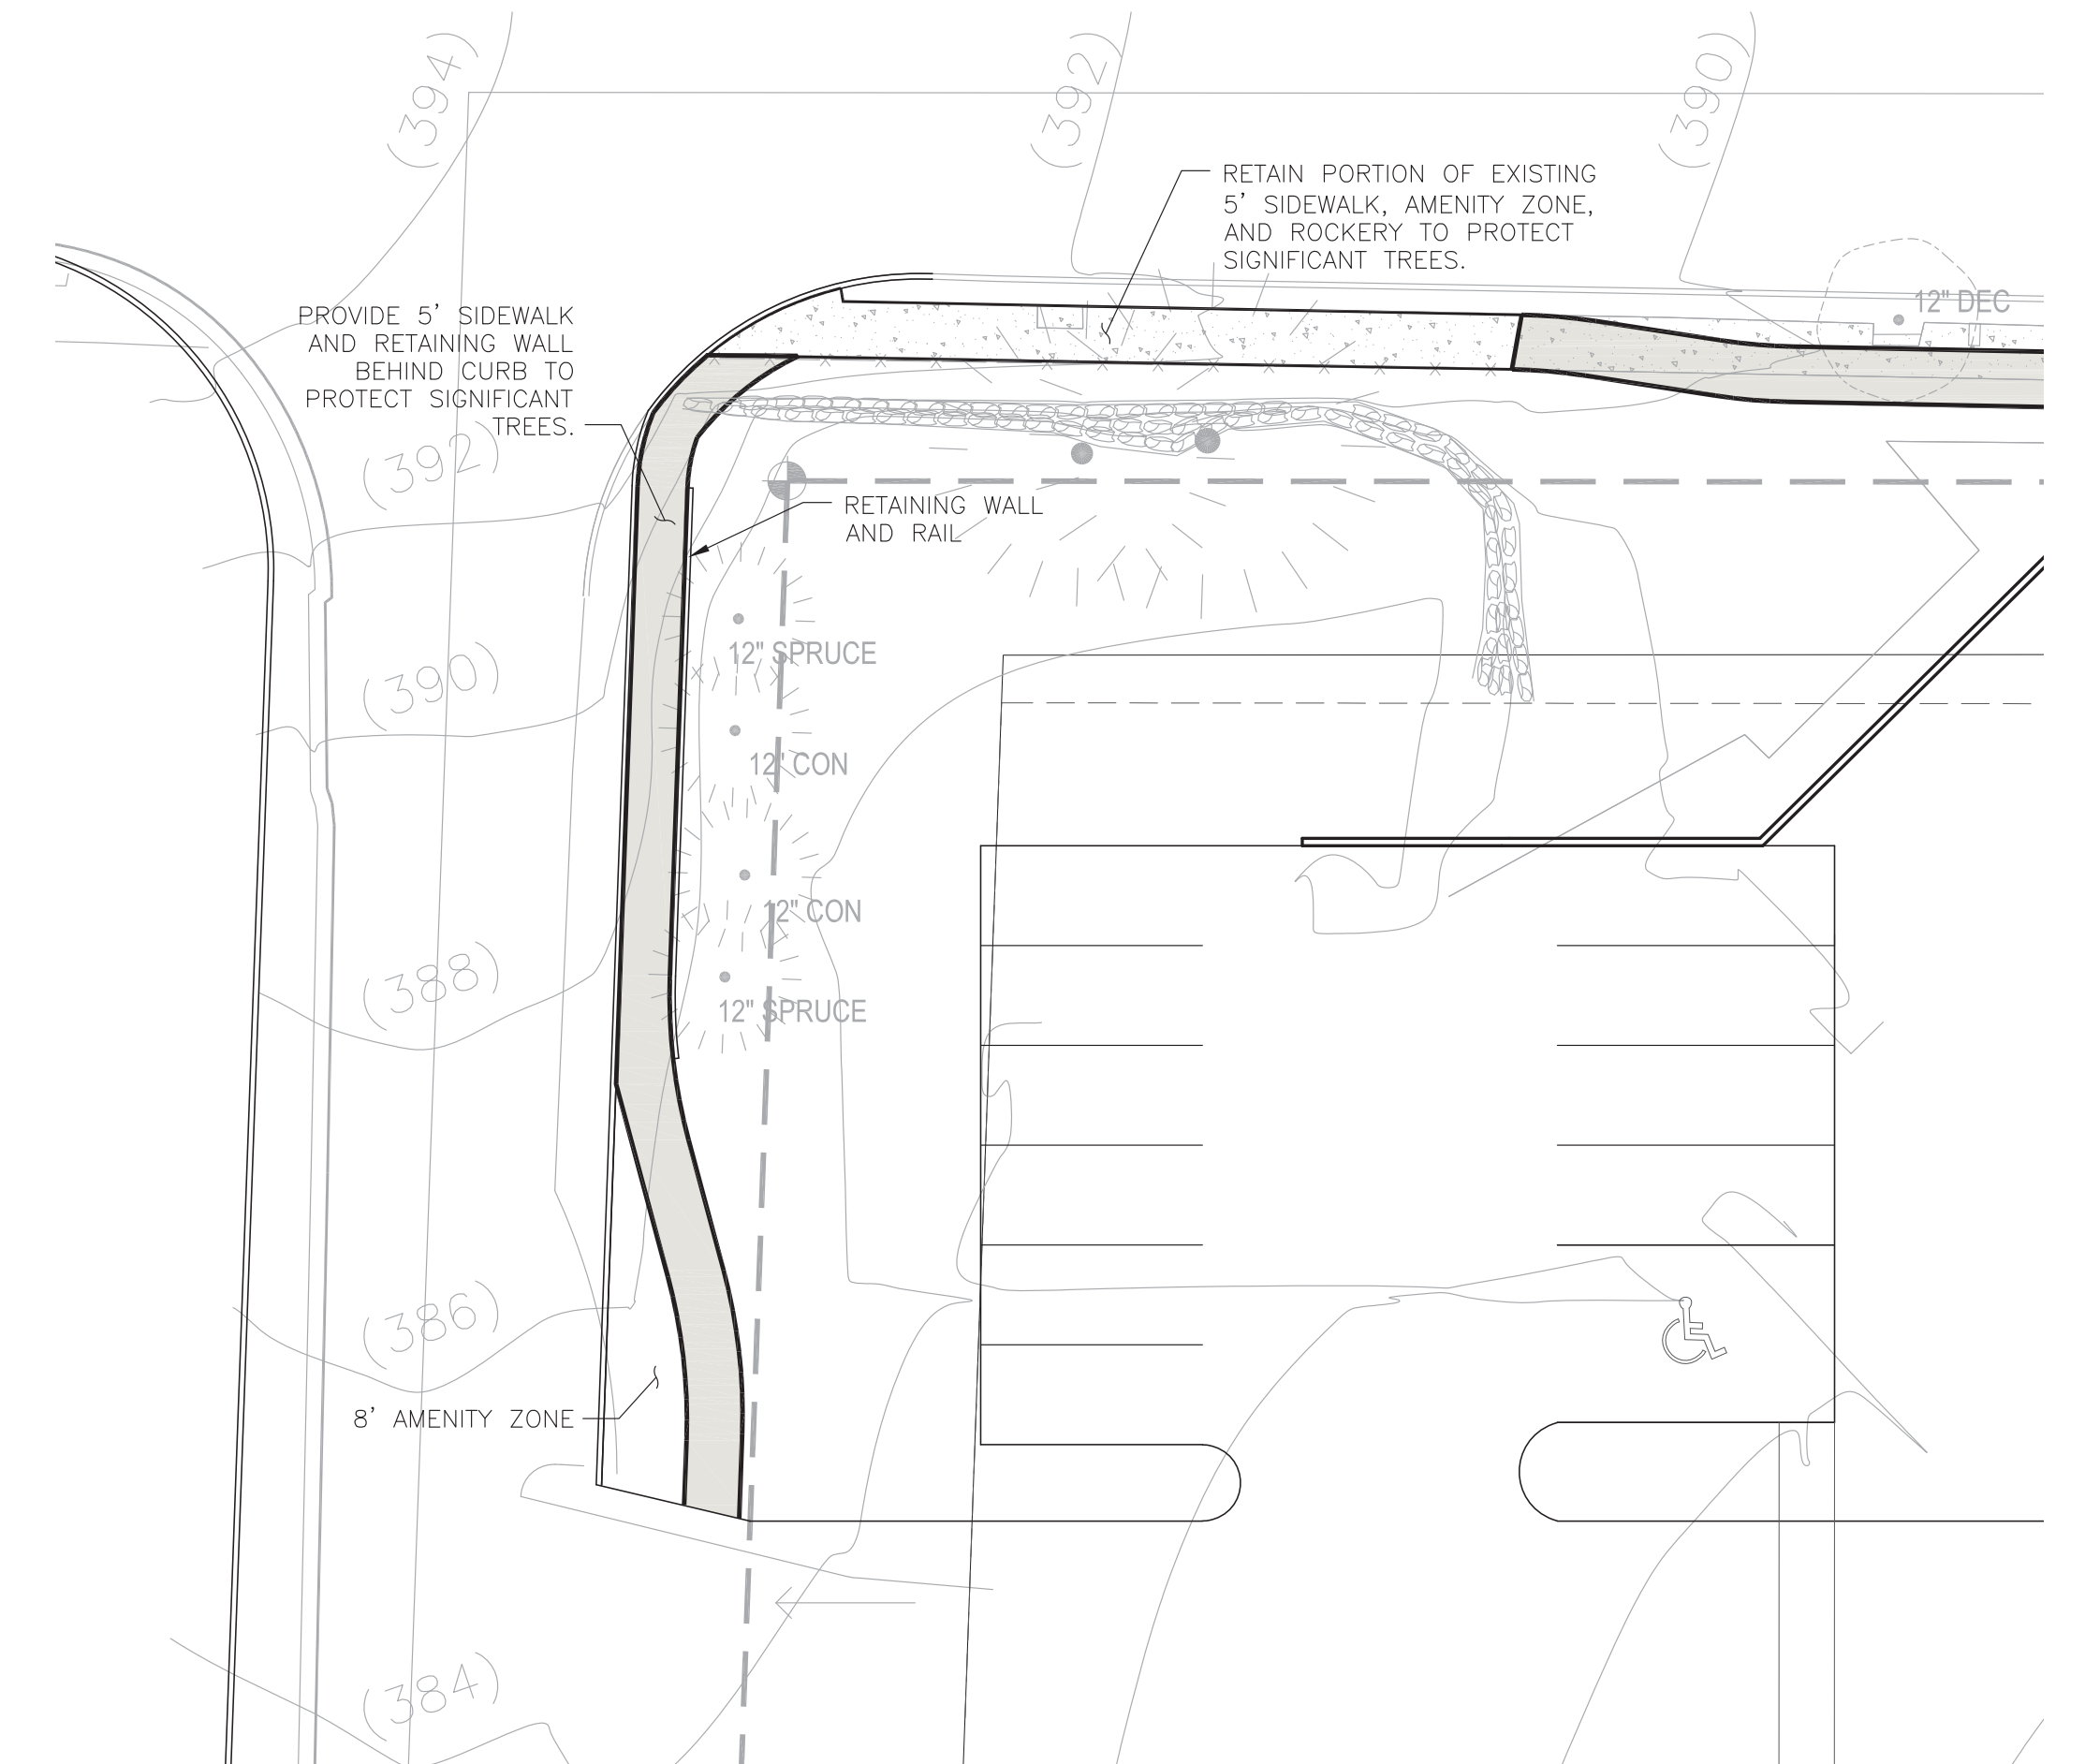 (394)
(392)
(390)
RETAIN PORTION OF EXISTING
5' SIDEWALK, AMENITY ZONE,
AND ROCKERY TO PROTECT
SIGNIFICANT TREES.
12" DEC
PROVIDE 5' SIDEWALK
AND RETAINING WALL
BEHIND CURB TO
PROTECT SIGNIFICANT
TREES.
(392)
RETAINING WALL
AND RAIL
12" SPRUCE
(390)
12" CON
12" CON
(388)
12" SPRUCE
(386)
8' AMENITY ZONE
(384)